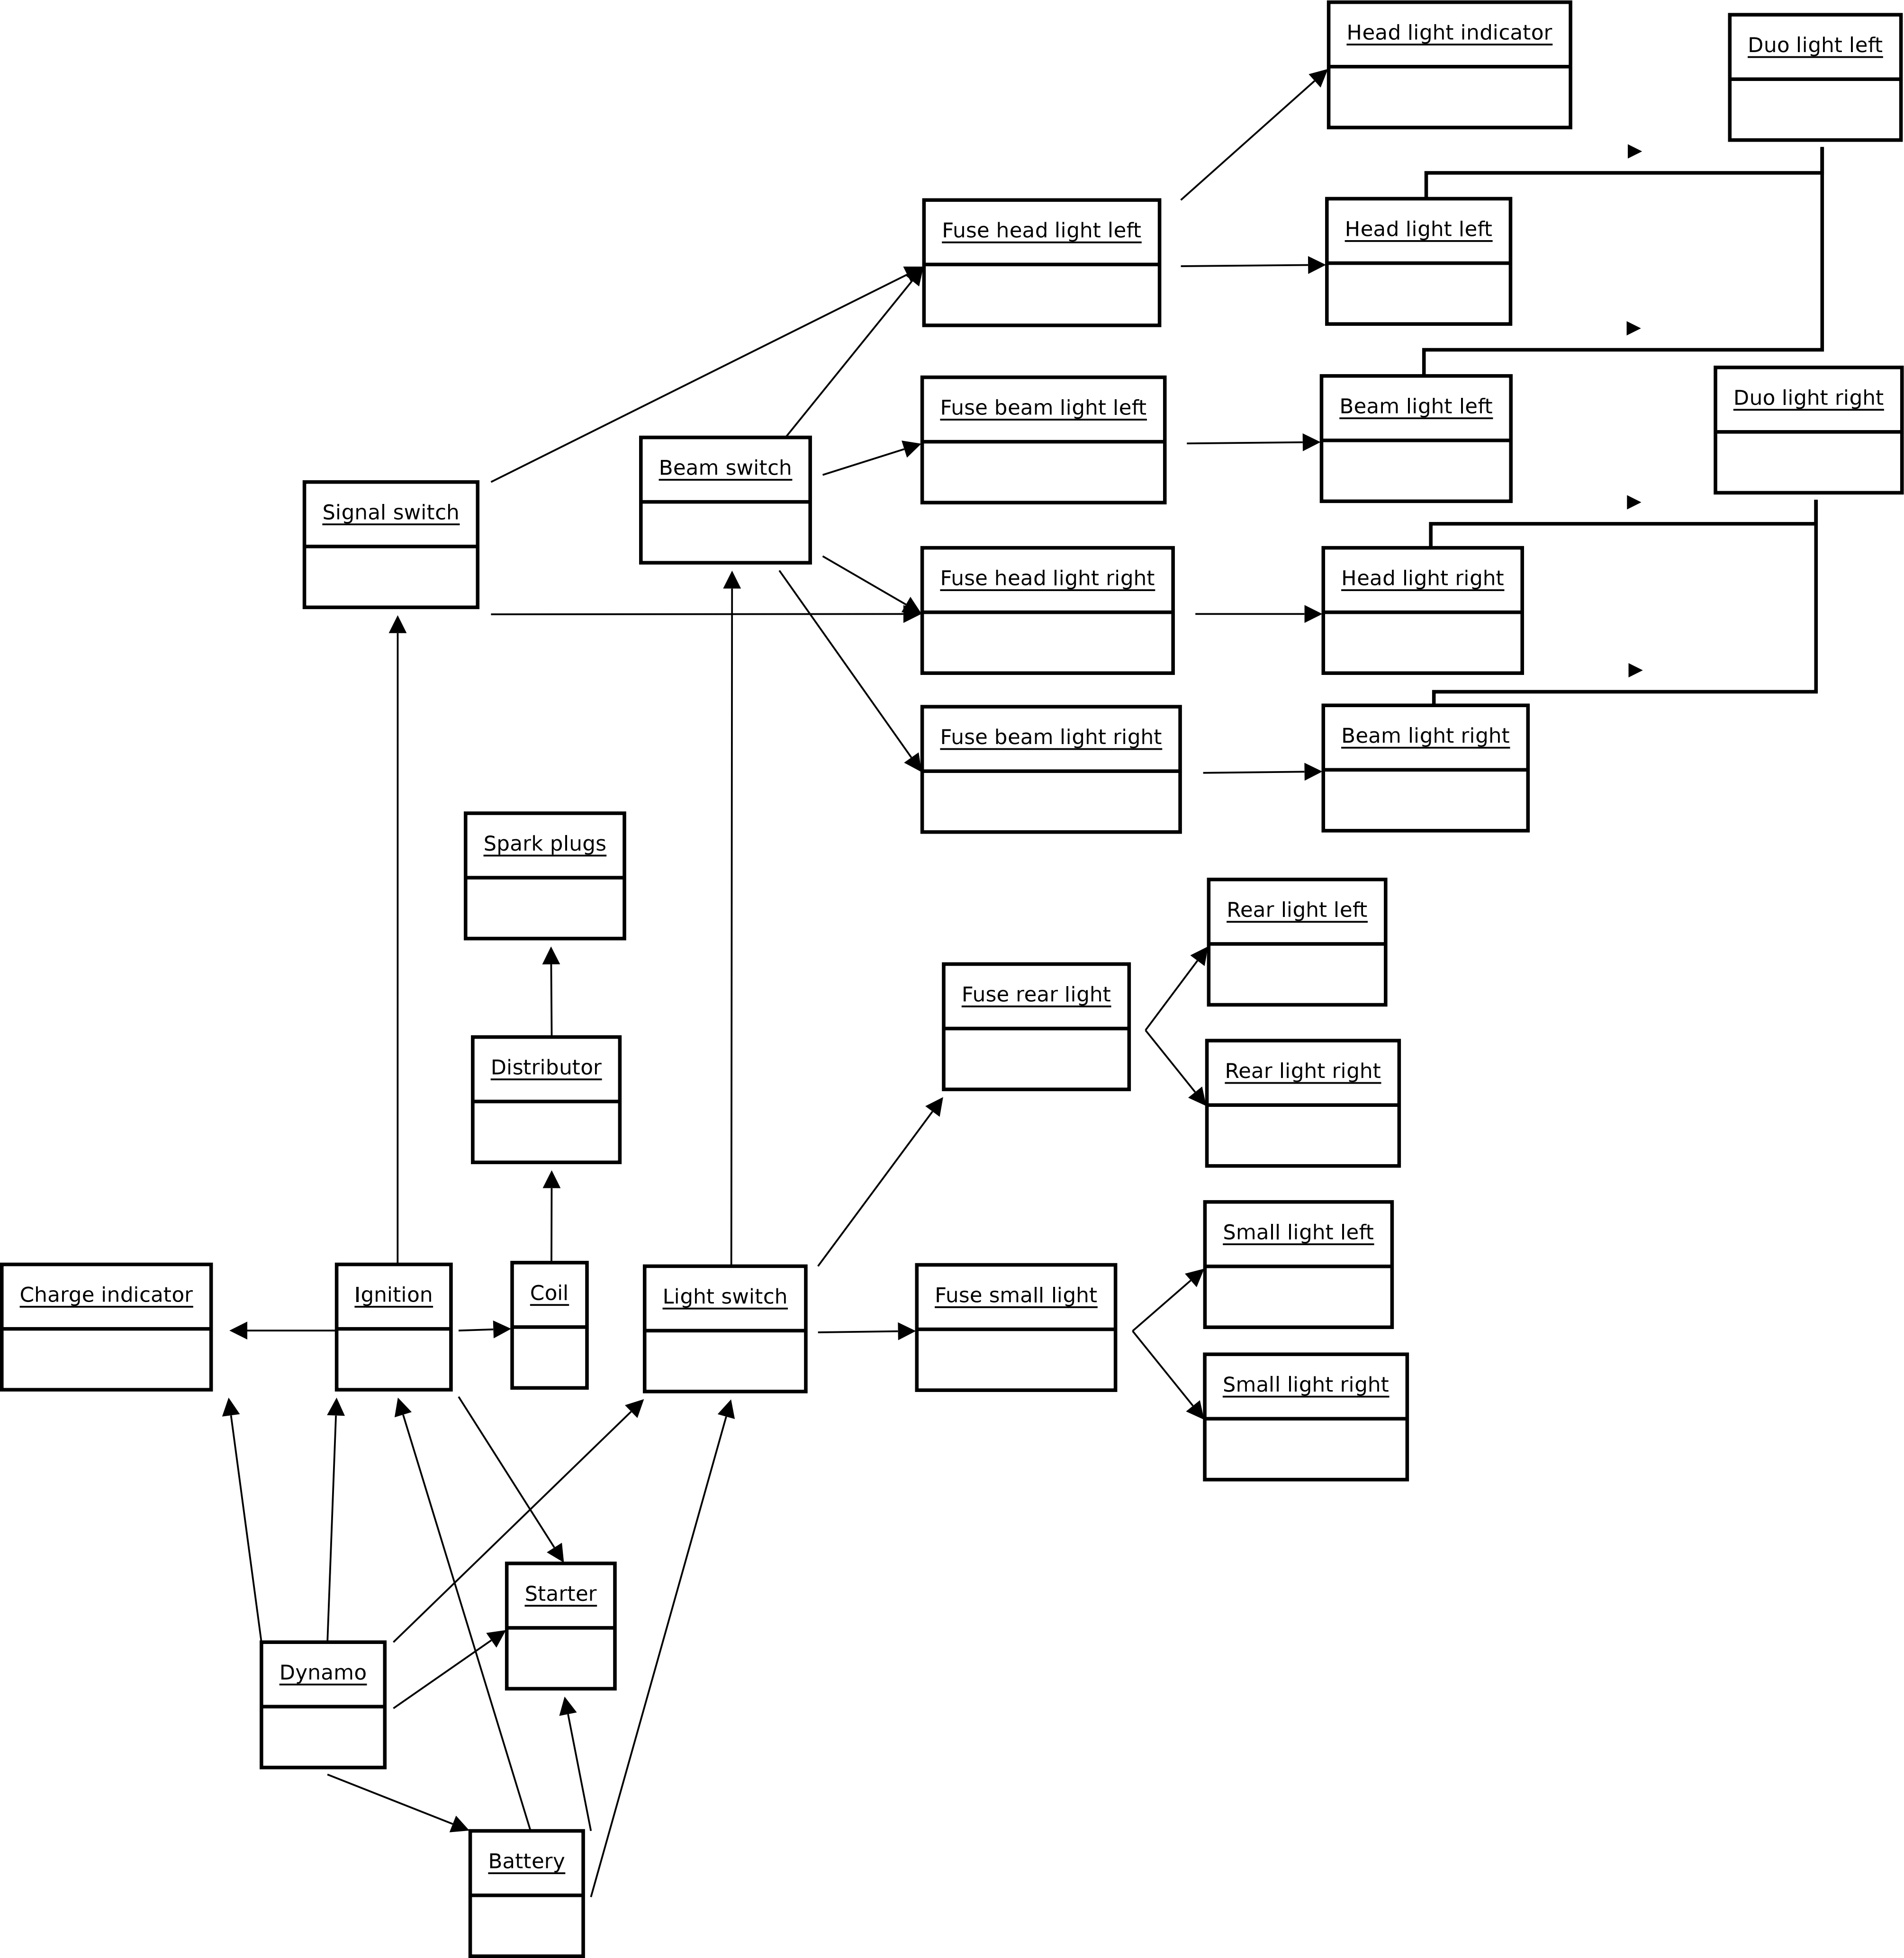 Head light indicator
Duo light left
Fuse head light left
Head light left
Fuse beam light left
Beam light left
Duo light right
Beam switch
Signal switch
Fuse head light right
Head light right
Fuse beam light right
Beam light right
Spark plugs
Rear light left
Fuse rear light
Distributor
Rear light right
Small light left
Charge indicator
Ignition
Coil
Light switch
Fuse small light
Small light right
Starter
Dynamo
Battery